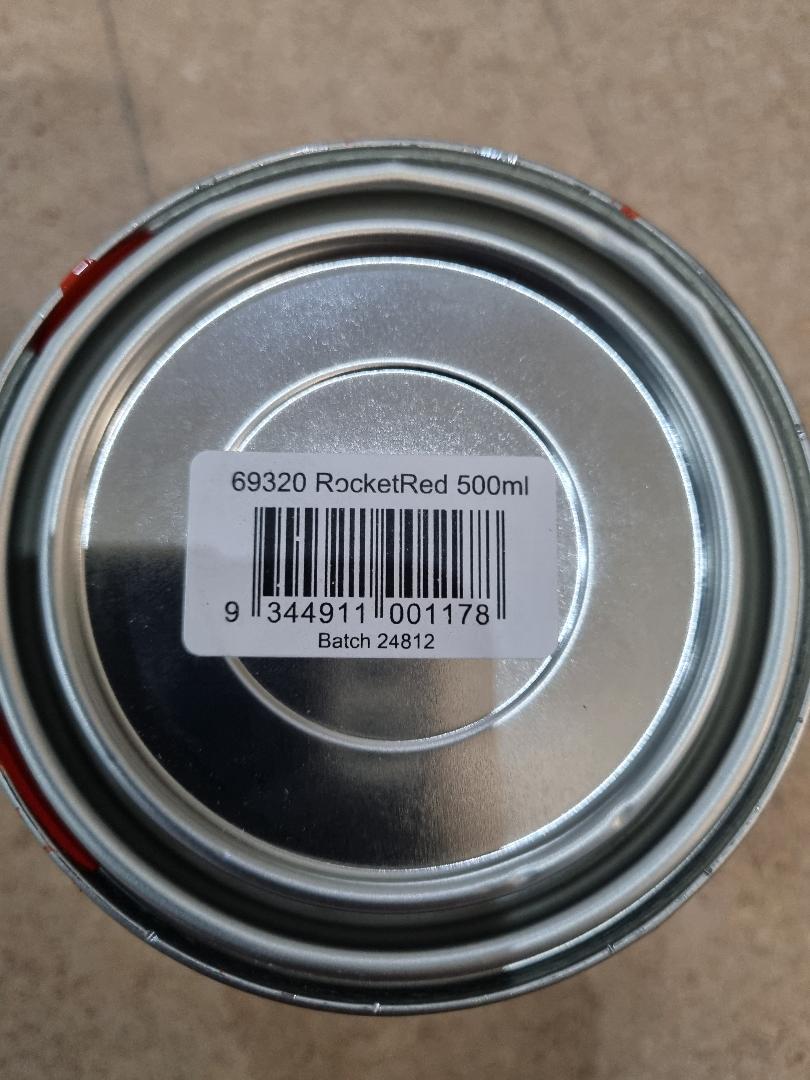 69320 RocketRed 500ml
9 344911 001178
Batch 24812